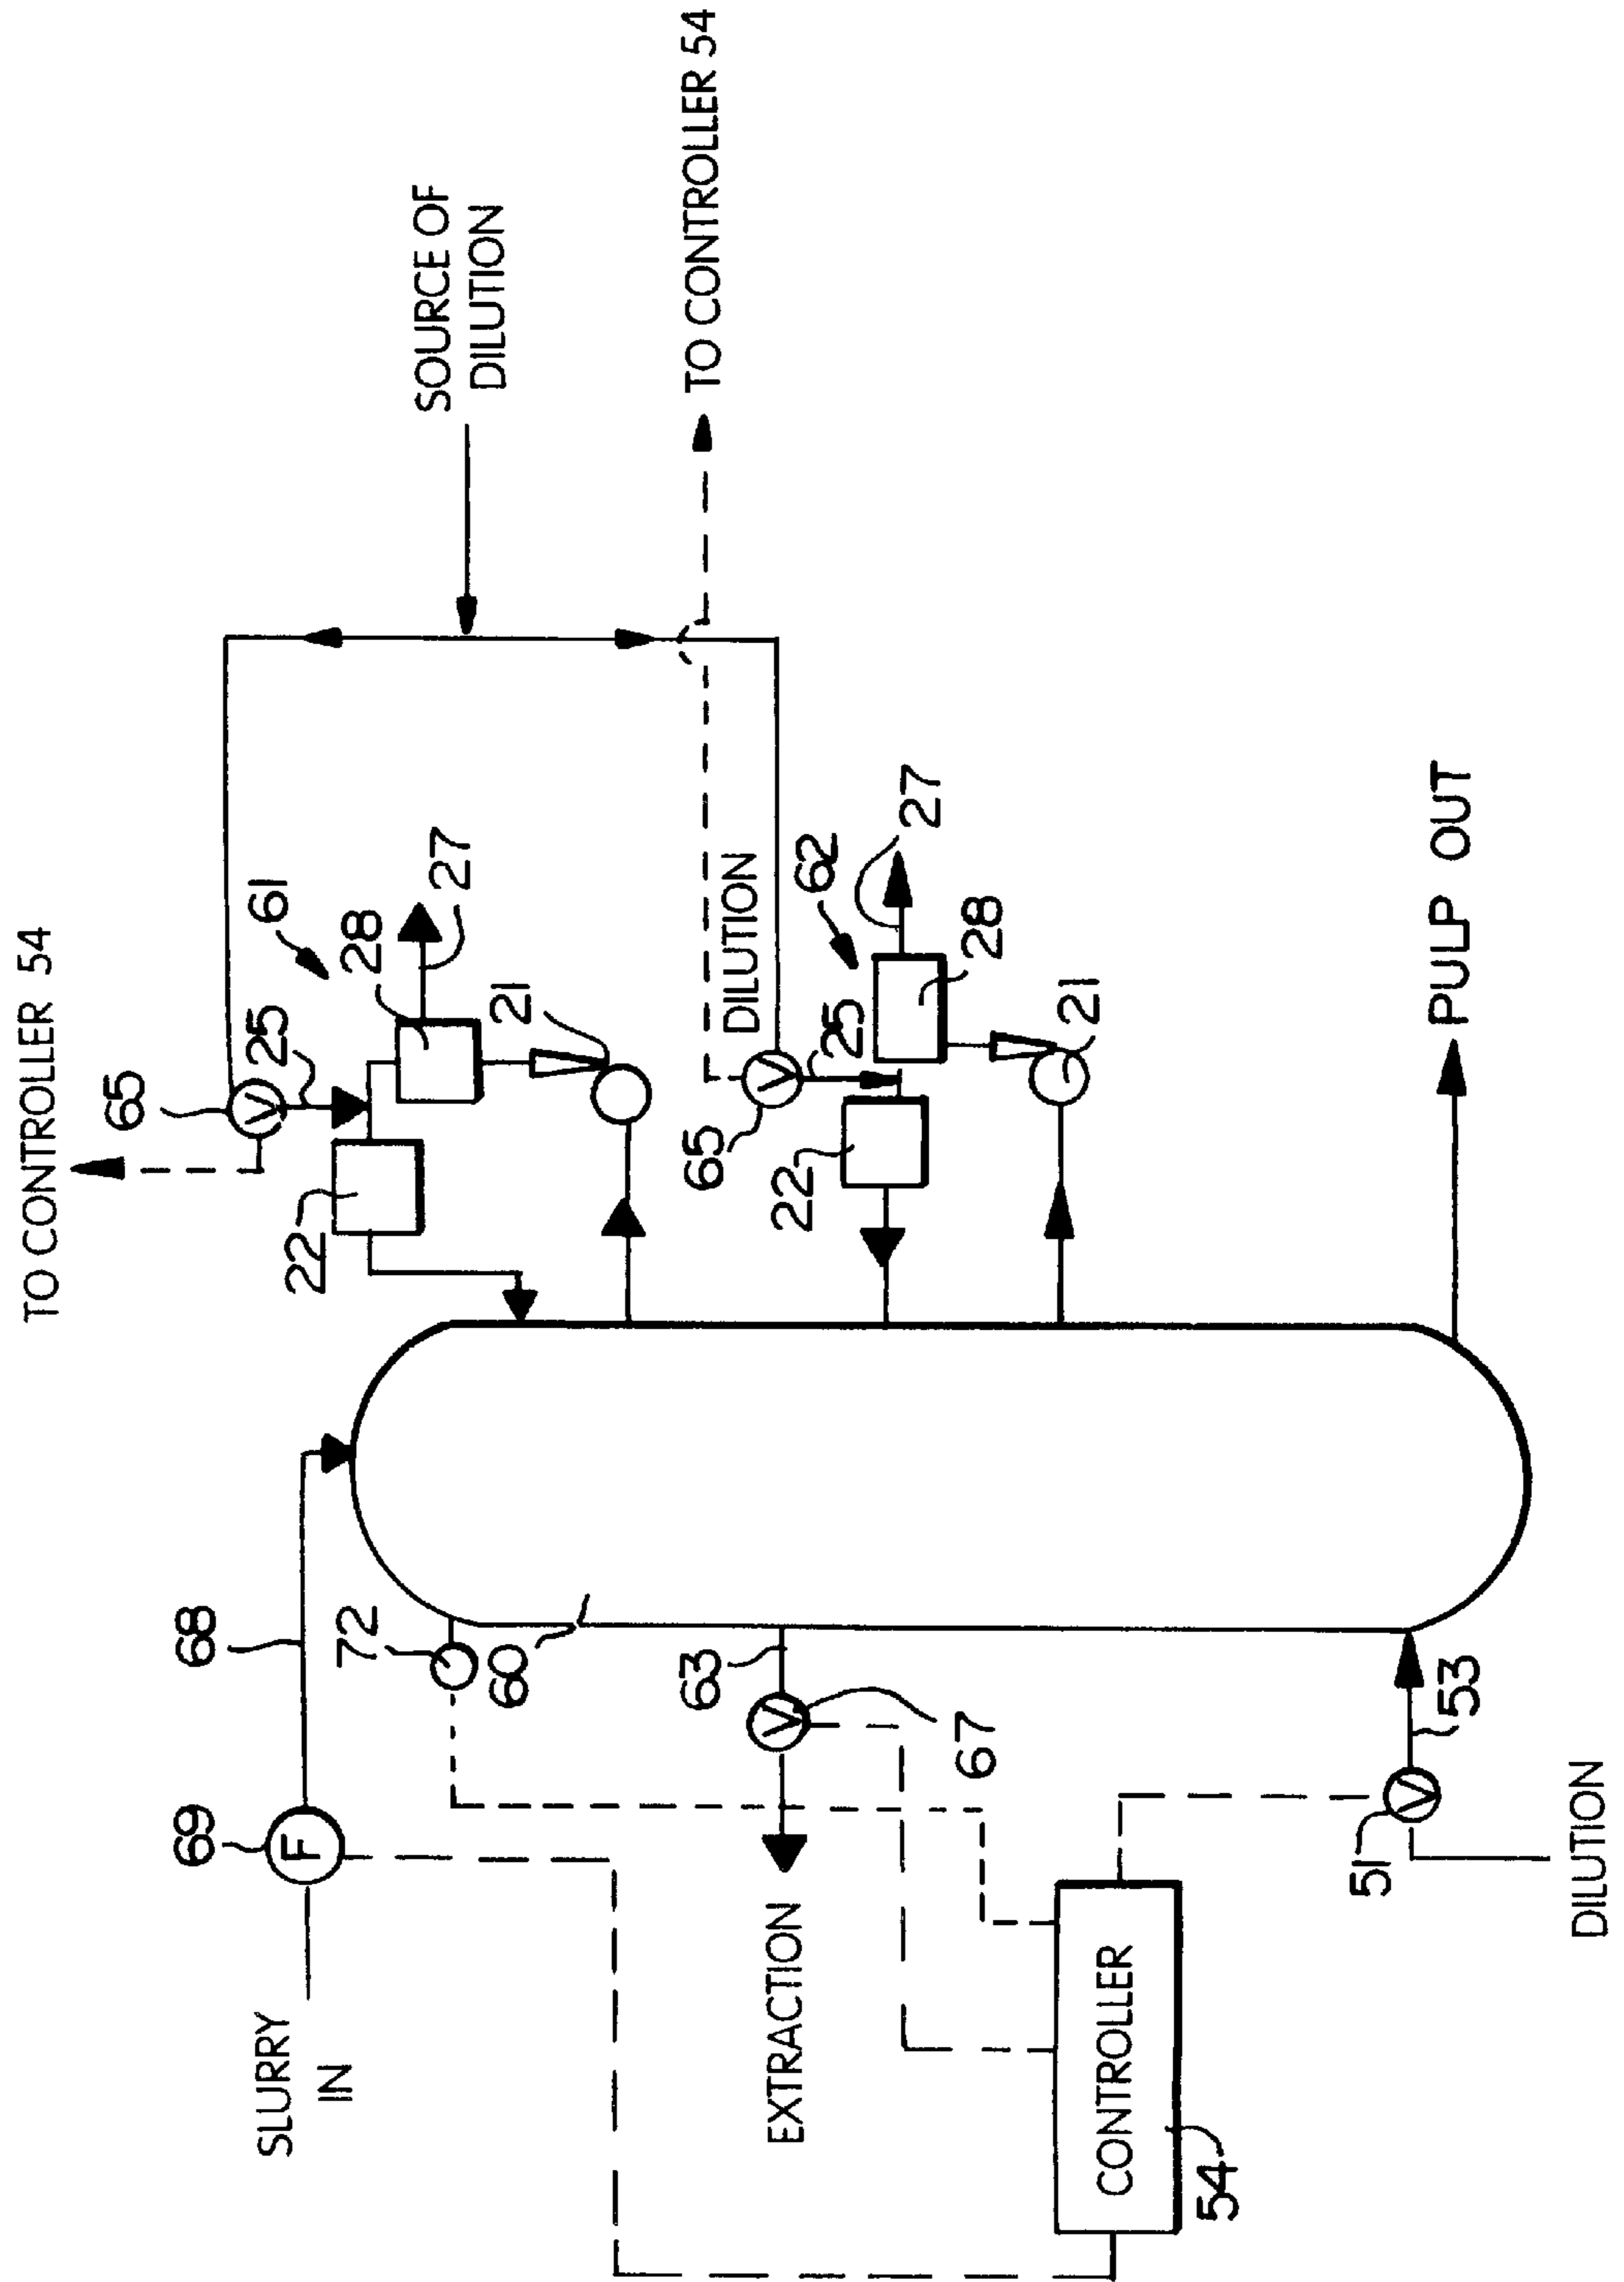 TO CONTROLLER 54
65
69
68
SLURRY
IN
F
V
25
61
22
28
72
27
SOURCE OF
DILUTION
60
21
63
65
TO CONTROLLER 54
DILUTION
EXTRACTION
V
V
22
25
62
27
67
28
21
CONTROLLER
54
51
V
53
PULP OUT
DILUTION